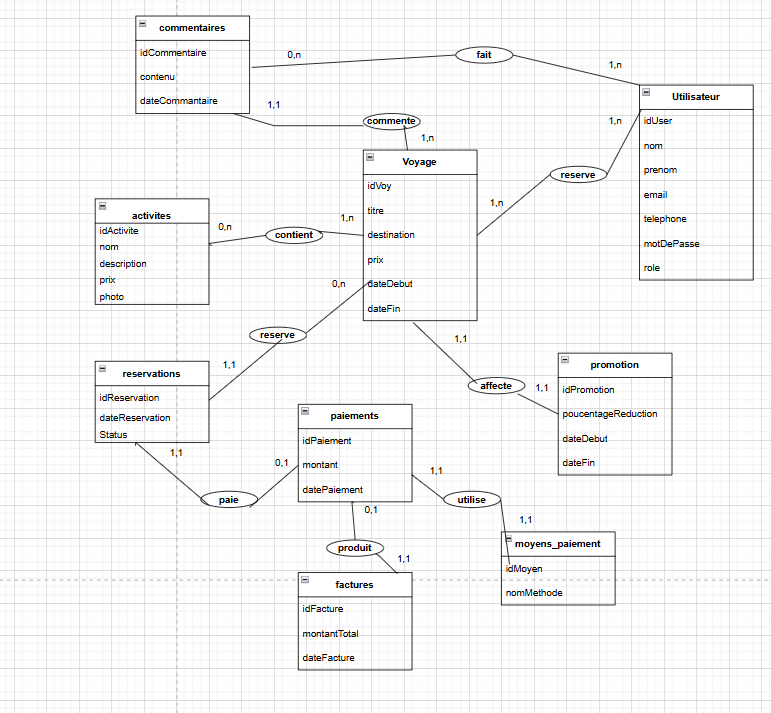 commentaires
idCommentaire
contenu
dateCommantaire
0,n
fait
1,n
Utilisateur
idUser
nom
prenom
email
telephone
motDePasse
role
1,1
commente
1,n
1,n
reserve
1,n
Voyage
idVoy
titre
destination
prix
dateDebut
dateFin
activites
idActivite
nom
description
prix
photo
0,n
contient
1,n
0,n
reserve
1,1
reservations
idReservation
dateReservation
Status
1,1
affecte
1,1
promotion
idPromotion
poucentageReduction
dateDebut
dateFin
paiements
idPaiement
montant
datePaiement
1,1
paie
0,1
1,1
utilise
1,1
moyens_paiement
idMoyen
nomMethode
0,1
produit
1,1
factures
idFacture
montantTotal
dateFacture